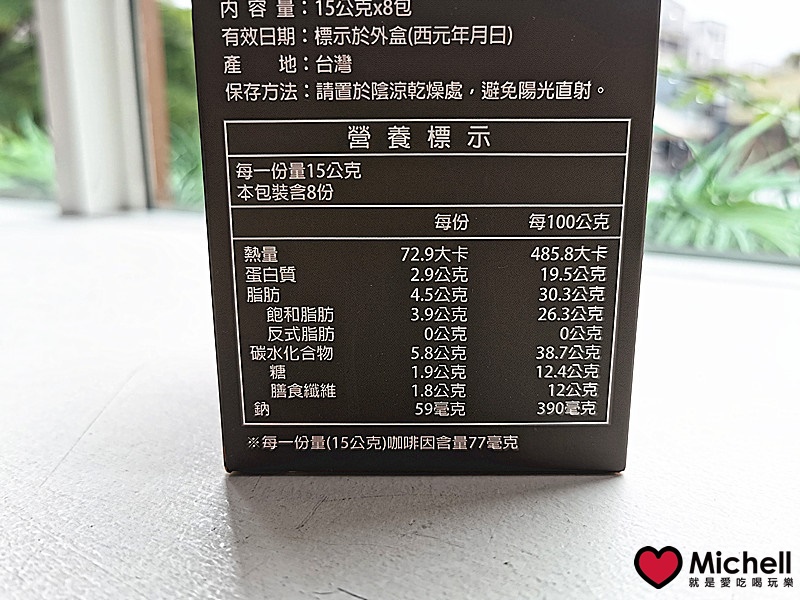 內 容 量：15公克x8包
有效日期：標示於外盒(西元年月日)
產　　地：台灣
保存方法：請置於陰涼乾燥處，避免陽光直射。
營 養 標 示
每一份量15公克
本包裝含8份
每份 每100公克
熱量 72.9大卡 485.8大卡
蛋白質 2.9公克 19.5公克
脂肪 4.5公克 30.3公克
飽和脂肪 3.9公克 26.3公克
反式脂肪 0公克 0公克
碳水化合物 5.8公克 38.7公克
糖 1.9公克 12.4公克
膳食纖維 1.8公克 12公克
鈉 59毫克 390毫克
※每一份量(15公克)咖啡因含量77毫克
Michell
就是愛吃喝玩樂